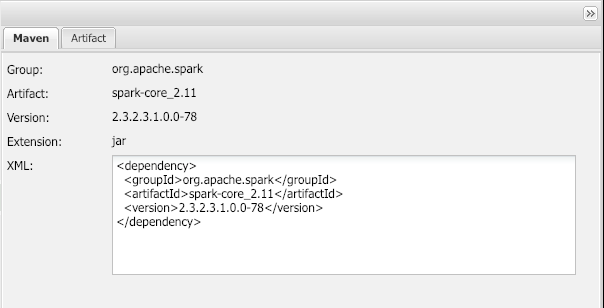 Maven Artifact
Group: org.apache.spark
Artifact: spark-core_2.11
Version: 2.3.2.3.1.0.0-78
Extension: jar
XML: <dependency>
<groupId>org.apache.spark</groupId>
<artifactId>spark-core_2.11</artifactId>
<version>2.3.2.3.1.0.0-78</version>
</dependency>